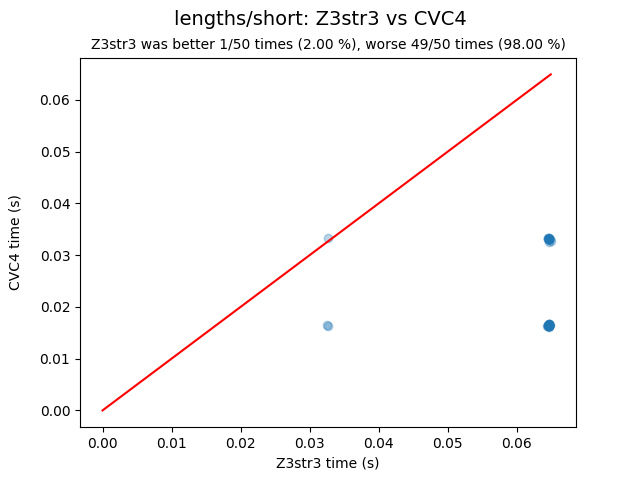 lengths/short: Z3str3 vs CVC4
Z3str3 was better 1/50 times (2.00 %), worse 49/50 times (98.00 %)
0.06
0.05
0.04
0.03
0.02
0.01
0.00
CVC4 time (s)
0.00 0.01 0.02 0.03 0.04 0.05 0.06
Z3str3 time (s)